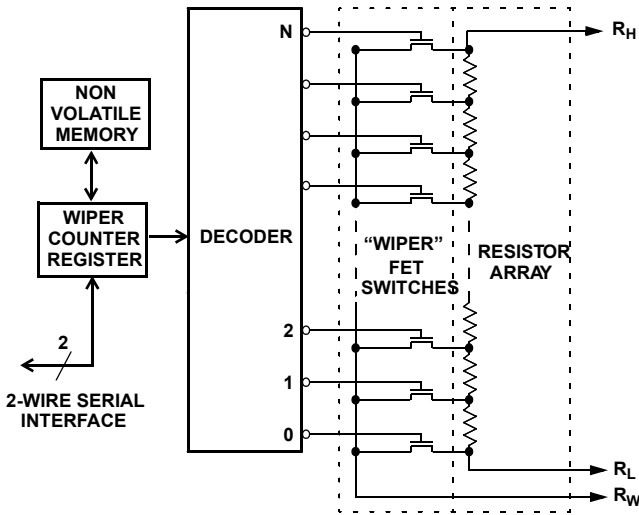 N
R_H
NON
VOLATILE
MEMORY
WIPER
COUNTER
REGISTER
DECODER
“WIPER”
FET
SWITCHES
RESISTOR
ARRAY
2
2
1
0
2-WIRE SERIAL
INTERFACE
R_L
R_W